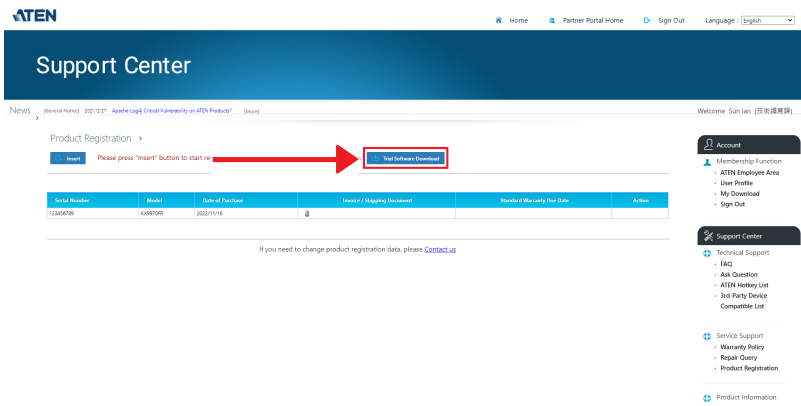 ATEN
Home Partner Portal Home Sign Out Language : English
Support Center
News [General Notice] 2021-12-27 Apache Log4j Critical Vulnerability on ATEN Products? [More] Welcome Sun Ian (技術撰寫課)
Product Registration
Insert Please press "Insert" button to start re Trial Software Download
Serial Number Model Date of Purchase Invoice / Shipping Document Standard Warranty Due Date Action
123456789 KX9970FR 2022/11/16
If you need to change product registration data, please Contact us
Account
Membership Function
ATEN Employee Area
User Profile
My Download
Sign Out
Support Center
Technical Support
FAQ
Ask Question
ATEN Hotkey List
3rd-Party Device
Compatible List
Service Support
Warranty Policy
Repair Query
Product Registration
Product Information